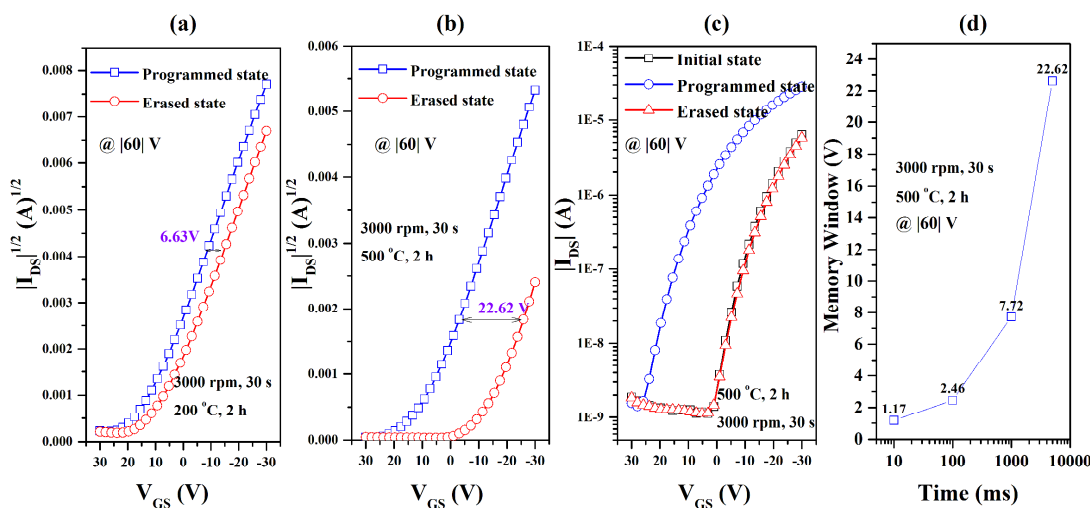 (a)
0.008
0.007
0.006
0.005
0.004
0.003
0.002
0.001
0.000
|I_DS|^1/2 (A)^1/2
Programmed state
Erased state
@ |60| V
6.63V
3000 rpm, 30 s
200 °C, 2 h
30 20 10 0 -10 -20 -30
V_GS (V)
(b)
0.006
0.005
0.004
0.003
0.002
0.001
0.000
|I_DS|^1/2 (A)^1/2
Programmed state
Erased state
@ |60| V
3000 rpm, 30 s
500 °C, 2 h
22.62 V
30 20 10 0 -10 -20 -30
V_GS (V)
(c)
1E-4
1E-5
1E-6
1E-7
1E-8
1E-9
|I_DS| (A)
Initial state
Programmed state
Erased state
@ |60| V
500 °C, 2 h
3000 rpm, 30 s
30 20 10 0 -10 -20 -30
V_GS (V)
(d)
24
22
20
18
16
14
12
10
8
6
4
2
0
Memory Window (V)
22.62
3000 rpm, 30 s
500 °C, 2 h
@ |60| V
7.72
2.46
1.17
10 100 1000 10000
Time (ms)